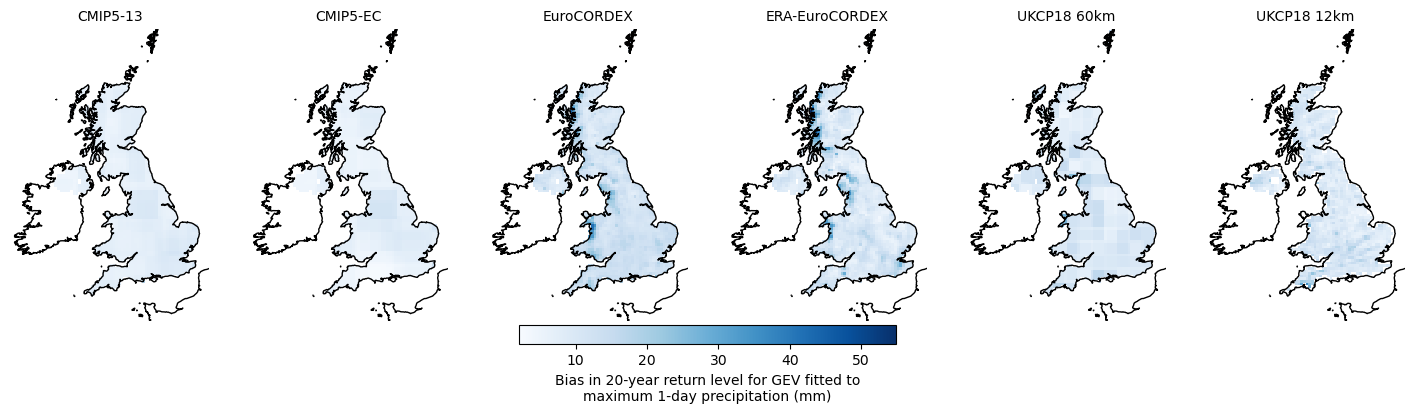 CMIP5-13
CMIP5-EC
EuroCORDEX
ERA-EuroCORDEX
UKCP18 60km
UKCP18 12km
10 20 30 40 50
Bias in 20-year return level for GEV fitted to
maximum 1-day precipitation (mm)